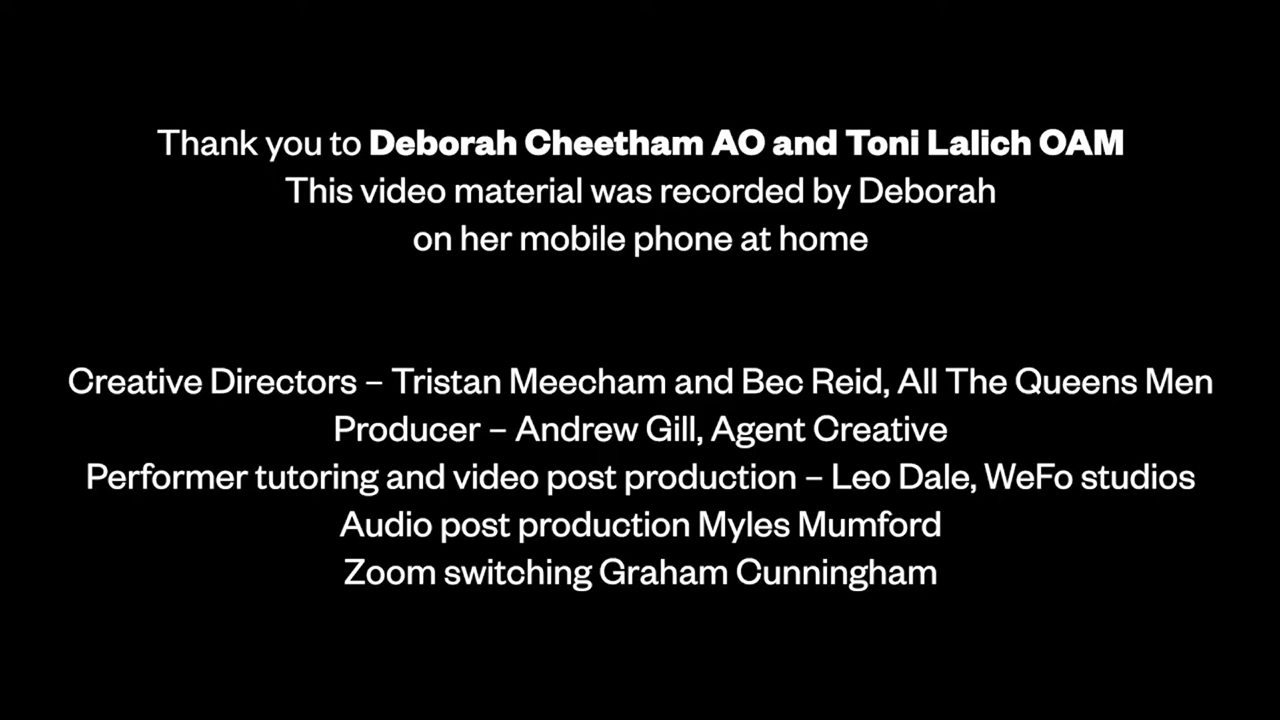 Thank you to Deborah Cheetham AO and Toni Lalich OAM
This video material was recorded by Deborah
on her mobile phone at home
Creative Directors – Tristan Meecham and Bec Reid, All The Queens Men
Producer – Andrew Gill, Agent Creative
Performer tutoring and video post production – Leo Dale, WeFo studios
Audio post production Myles Mumford
Zoom switching Graham Cunningham